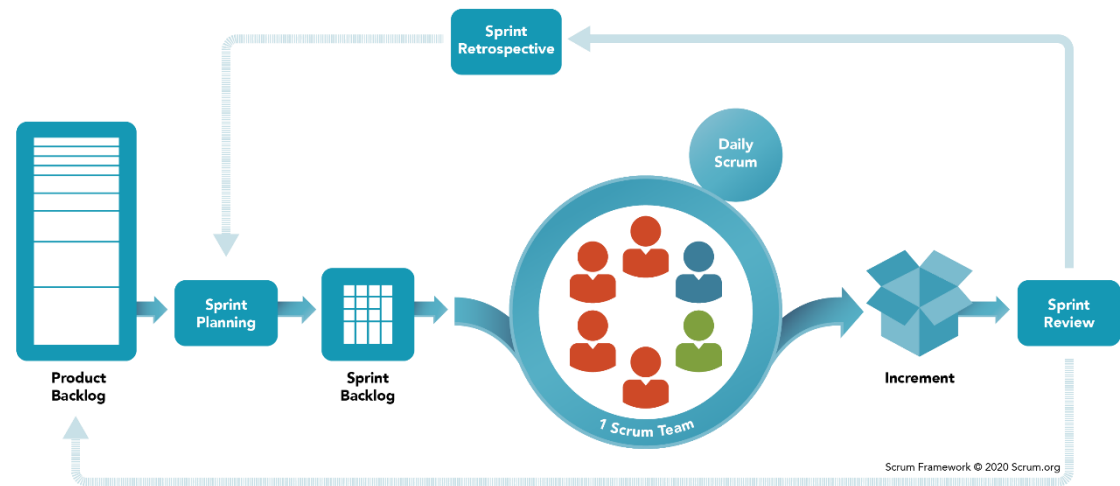 Sprint
Retrospective
Daily
Scrum
Sprint
Planning
Sprint
Review
Product
Backlog
Sprint
Backlog
1 Scrum Team
Increment
Scrum Framework © 2020 Scrum.org